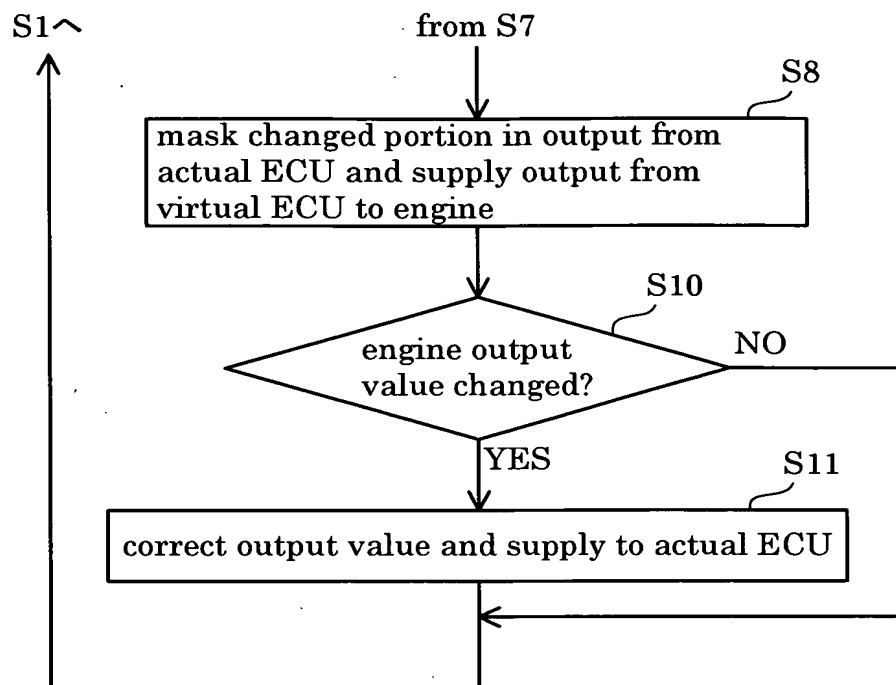 S1へ
from S7
S8
mask changed portion in output from
actual ECU and supply output from
virtual ECU to engine
S10
engine output
value changed?
NO
YES
S11
correct output value and supply to actual ECU